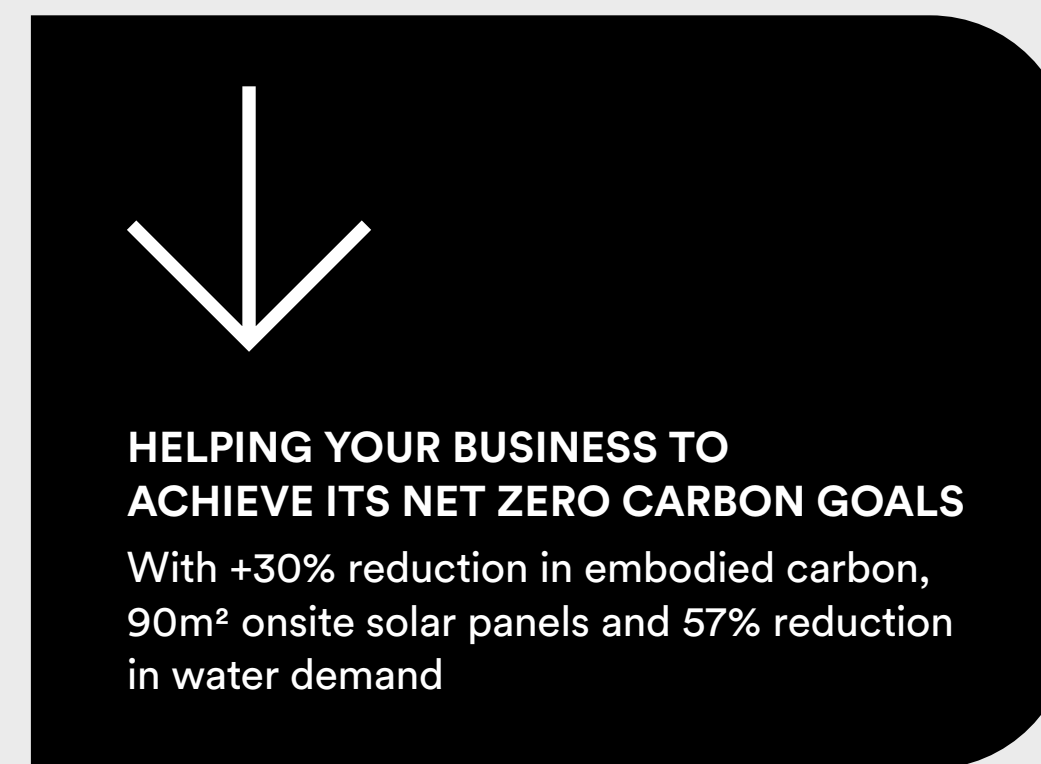 HELPING YOUR BUSINESS TO
ACHIEVE ITS NET ZERO CARBON GOALS
With +30% reduction in embodied carbon,
90m² onsite solar panels and 57% reduction
in water demand